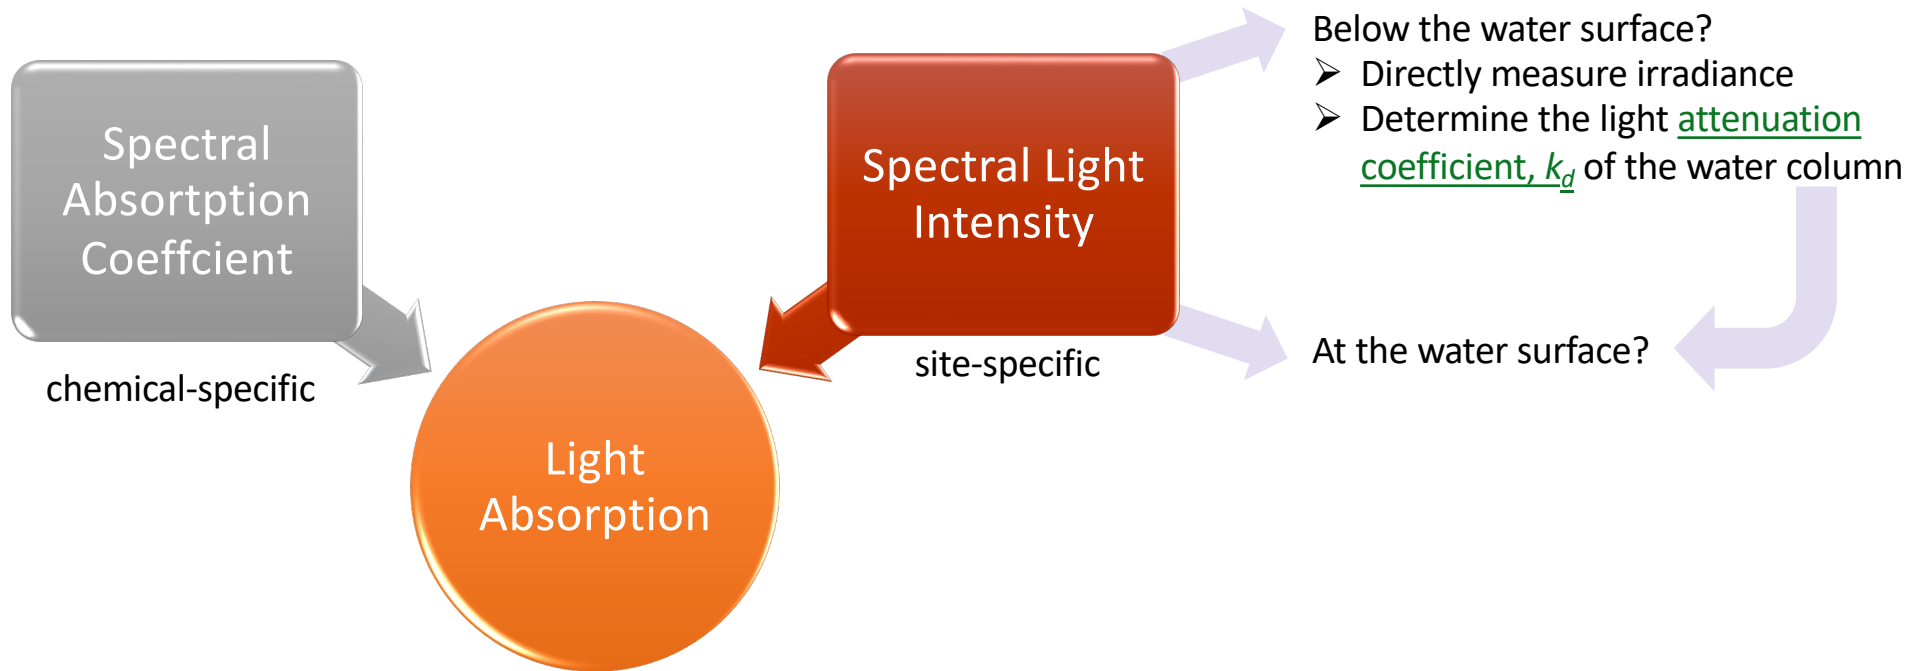 Spectral
Absortption
Coeffcient
chemical-specific
Light
Absorption
Spectral Light
Intensity
site-specific
Below the water surface?
➢ Directly measure irradiance
➢ Determine the light attenuation
coefficient, kd of the water column
At the water surface?